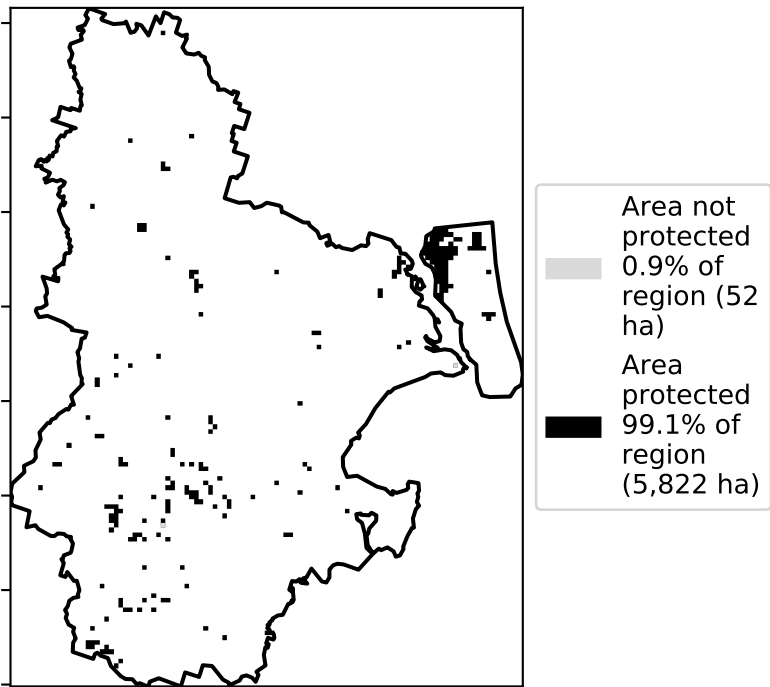 Area not
protected
0.9% of
region (52
ha)
Area
protected
99.1% of
region
(5,822 ha)